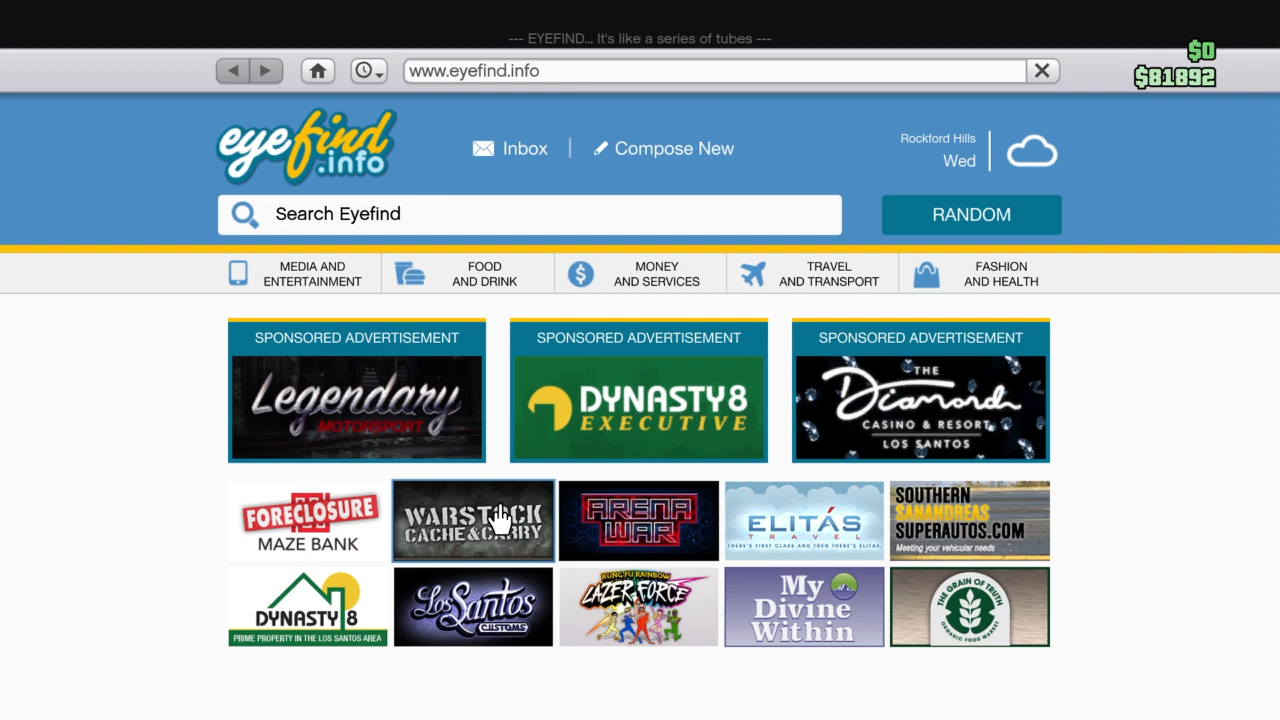 --- EYEFIND... It's like a series of tubes ---
$0
www.eyefind.info
$81892
eyefind
.info
Inbox
Compose New
Rockford Hills
Wed
Search Eyefind
RANDOM
MEDIA AND
ENTERTAINMENT
FOOD
AND DRINK
MONEY
AND SERVICES
TRAVEL
AND TRANSPORT
FASHION
AND HEALTH
SPONSORED ADVERTISEMENT
Legendary
MOTORSPORT
SPONSORED ADVERTISEMENT
DYNASTY8
EXECUTIVE
SPONSORED ADVERTISEMENT
THE
Diamond
CASINO & RESORT
LOS SANTOS
FORECLOSURE
MAZE BANK
WARSTOCK
CACHE&CARRY
ARENA
WAR
ELITÁS
TRAVEL
THERE'S FIRST CLASS AND THEN THERE'S ELITAS.
SOUTHERN
SANANDREAS
SUPERAUTOS.COM
Meeting your vehicular needs
DYNASTY 8
PRIME PROPERTY IN THE LOS SANTOS AREA
Los Santos
CUSTOMS
KUNG FU RAINBOW
LAZER FORCE
My
Divine
Within
THE GRAIN OF TRUTH
ORGANIC FOOD MARKET